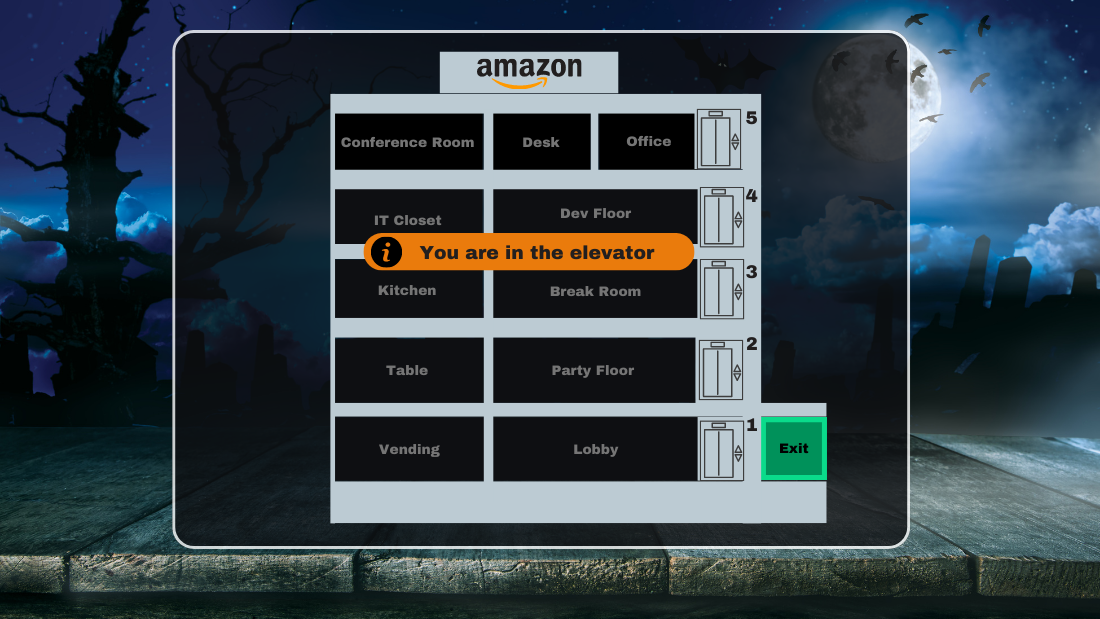 amazon
Conference Room
Desk
Office
5
IT Closet
Dev Floor
4
i You are in the elevator
Kitchen
Break Room
3
Table
Party Floor
2
Vending
Lobby
1
Exit